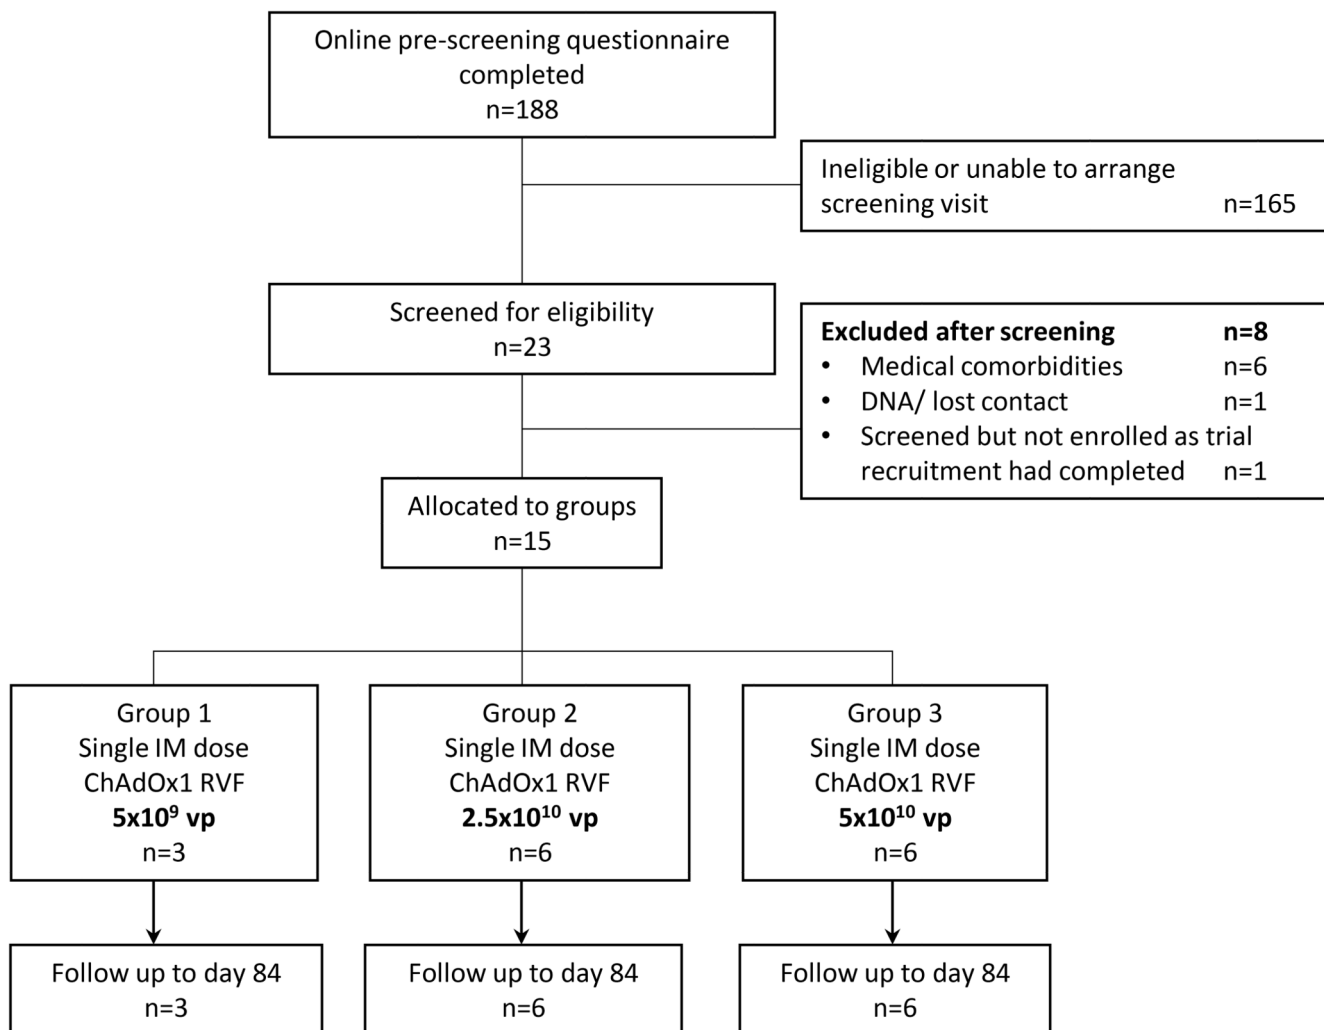 Online pre-screening questionnaire
completed
n=188
Ineligible or unable to arrange
screening visit n=165
Screened for eligibility
n=23
Excluded after screening n=8
• Medical comorbidities n=6
• DNA/ lost contact n=1
• Screened but not enrolled as trial
recruitment had completed n=1
Allocated to groups
n=15
Group 1
Single IM dose
ChAdOx1 RVF
5x10⁹ vp
n=3
Group 2
Single IM dose
ChAdOx1 RVF
2.5x10¹⁰ vp
n=6
Group 3
Single IM dose
ChAdOx1 RVF
5x10¹⁰ vp
n=6
Follow up to day 84
n=3
Follow up to day 84
n=6
Follow up to day 84
n=6